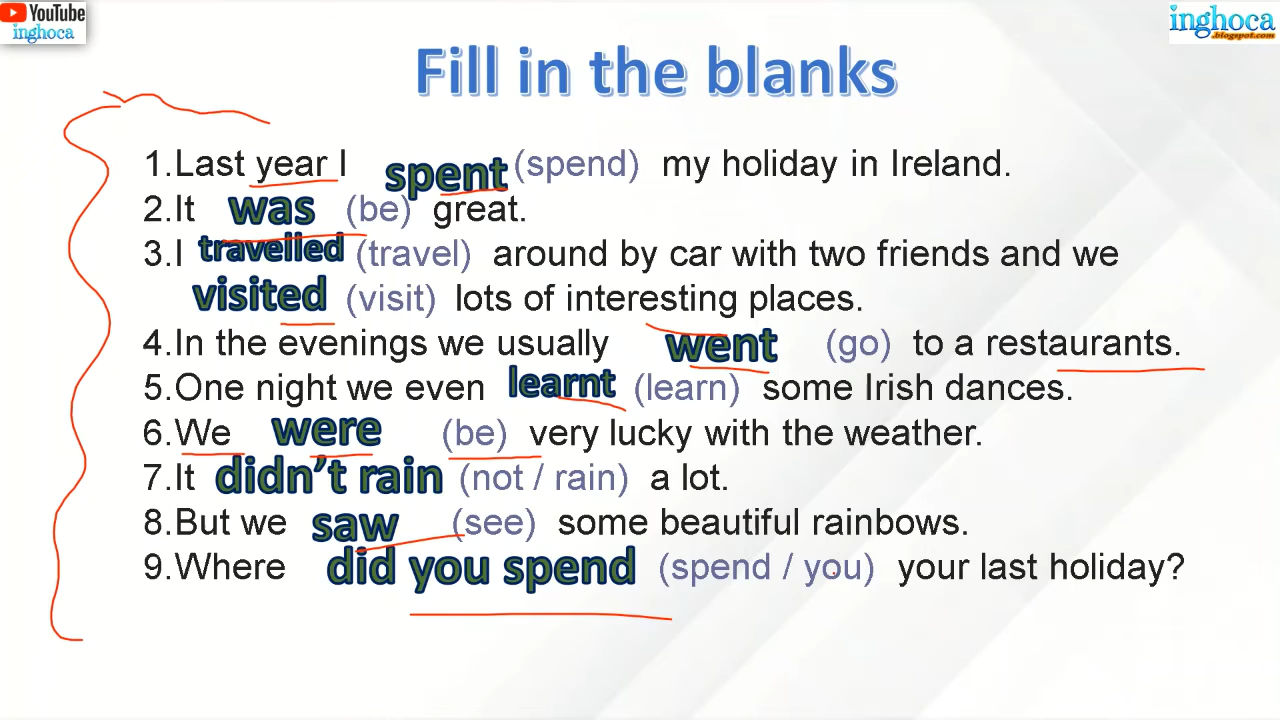 YouTube
inghoca
inghoca
.blogspot.com
Fill in the blanks
1.Last year I spent (spend) my holiday in Ireland.
2.It was (be) great.
3.I travelled (travel) around by car with two friends and we
visited (visit) lots of interesting places.
4.In the evenings we usually went (go) to a restaurants.
5.One night we even learnt (learn) some Irish dances.
6.We were (be) very lucky with the weather.
7.It didn't rain (not / rain) a lot.
8.But we saw (see) some beautiful rainbows.
9.Where did you spend (spend / you) your last holiday?